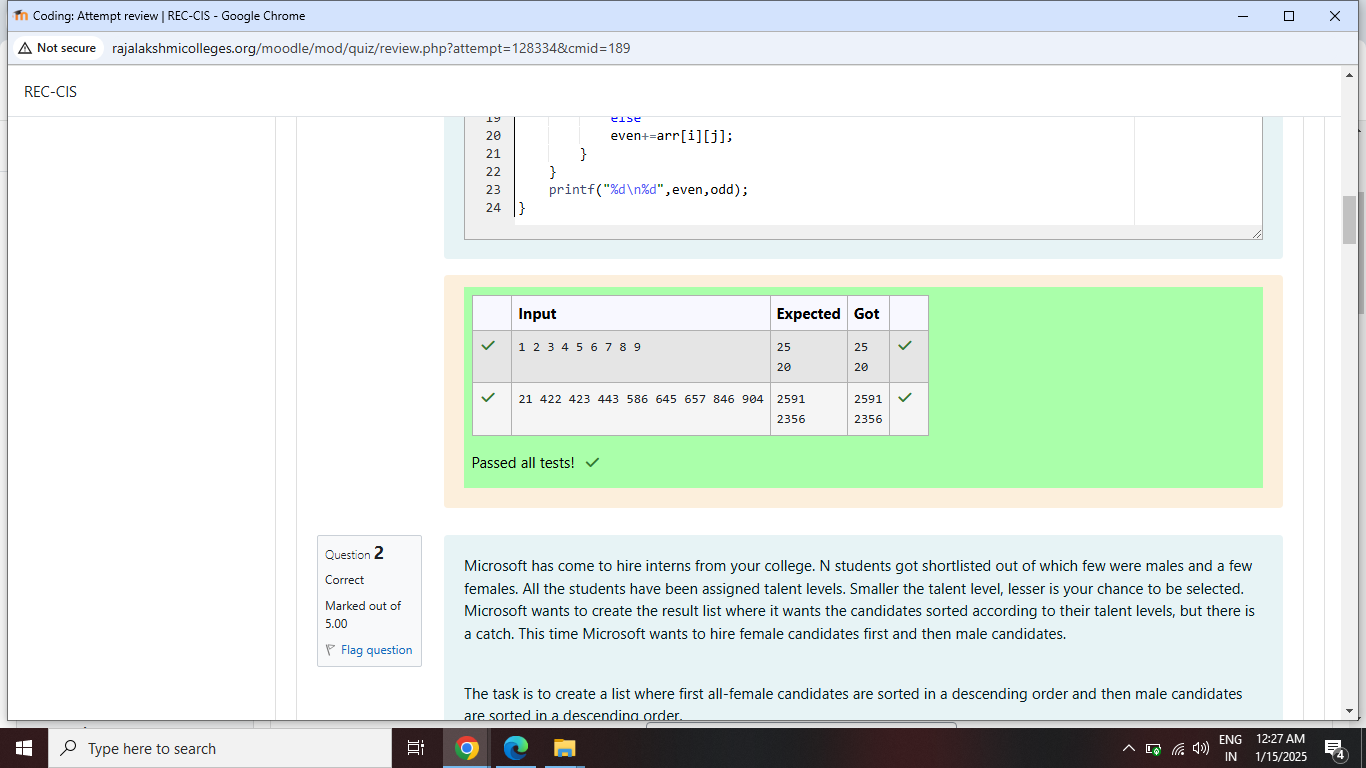 Coding: Attempt review | REC-CIS - Google Chrome
Not secure rajalakshmicolleges.org/moodle/mod/quiz/review.php?attempt=128334&cmid=189
REC-CIS
19 else
20 even+=arr[i][j];
21 }
22 }
23 printf("%d\n%d",even,odd);
24 }
Input Expected Got
1 2 3 4 5 6 7 8 9 25 25
20 20
21 422 423 443 586 645 657 846 904 2591 2591
2356 2356
Passed all tests!
Question 2
Correct
Marked out of
5.00
Flag question
Microsoft has come to hire interns from your college. N students got shortlisted out of which few were males and a few
females. All the students have been assigned talent levels. Smaller the talent level, lesser is your chance to be selected.
Microsoft wants to create the result list where it wants the candidates sorted according to their talent levels, but there is
a catch. This time Microsoft wants to hire female candidates first and then male candidates.
The task is to create a list where first all-female candidates are sorted in a descending order and then male candidates
are sorted in a descending order.
Type here to search
ENG
IN
12:27 AM
1/15/2025
4